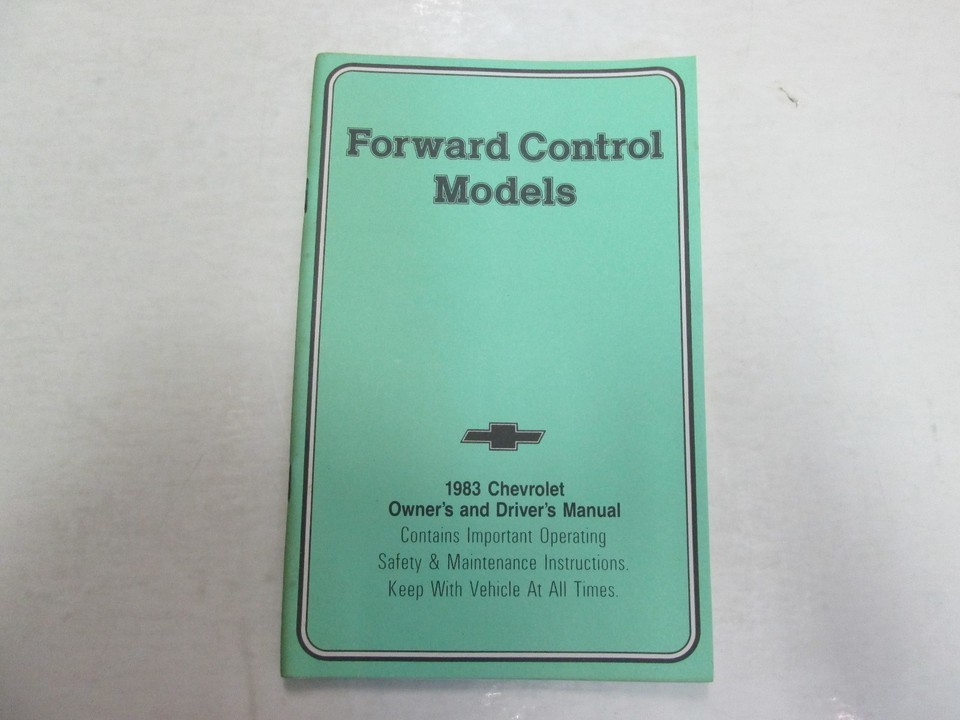 Forward Control
Models
1983 Chevrolet
Owner's and Driver's Manual
Contains Important Operating
Safety & Maintenance Instructions.
Keep With Vehicle At All Times.